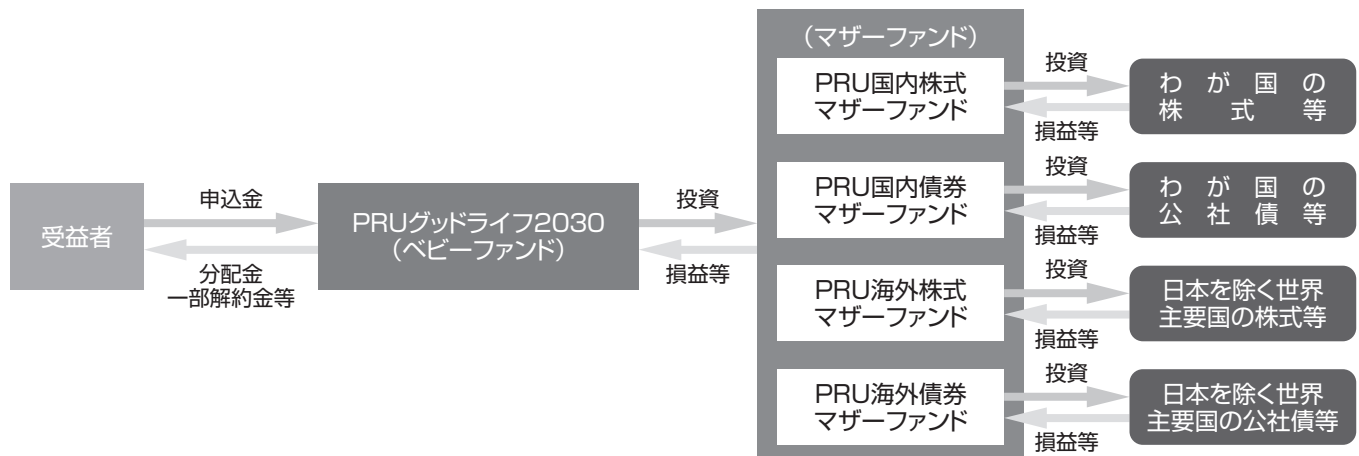 受益者
申込金
分配金
一部解約金等
PRUグッドライフ2030
(ベビーファンド)
投資
損益等
(マザーファンド)
PRU国内株式
マザーファンド
投資
損益等
わが国の
株式等
PRU国内債券
マザーファンド
投資
損益等
わが国の
公社債等
PRU海外株式
マザーファンド
投資
損益等
日本を除く世界
主要国の株式等
PRU海外債券
マザーファンド
投資
損益等
日本を除く世界
主要国の公社債等